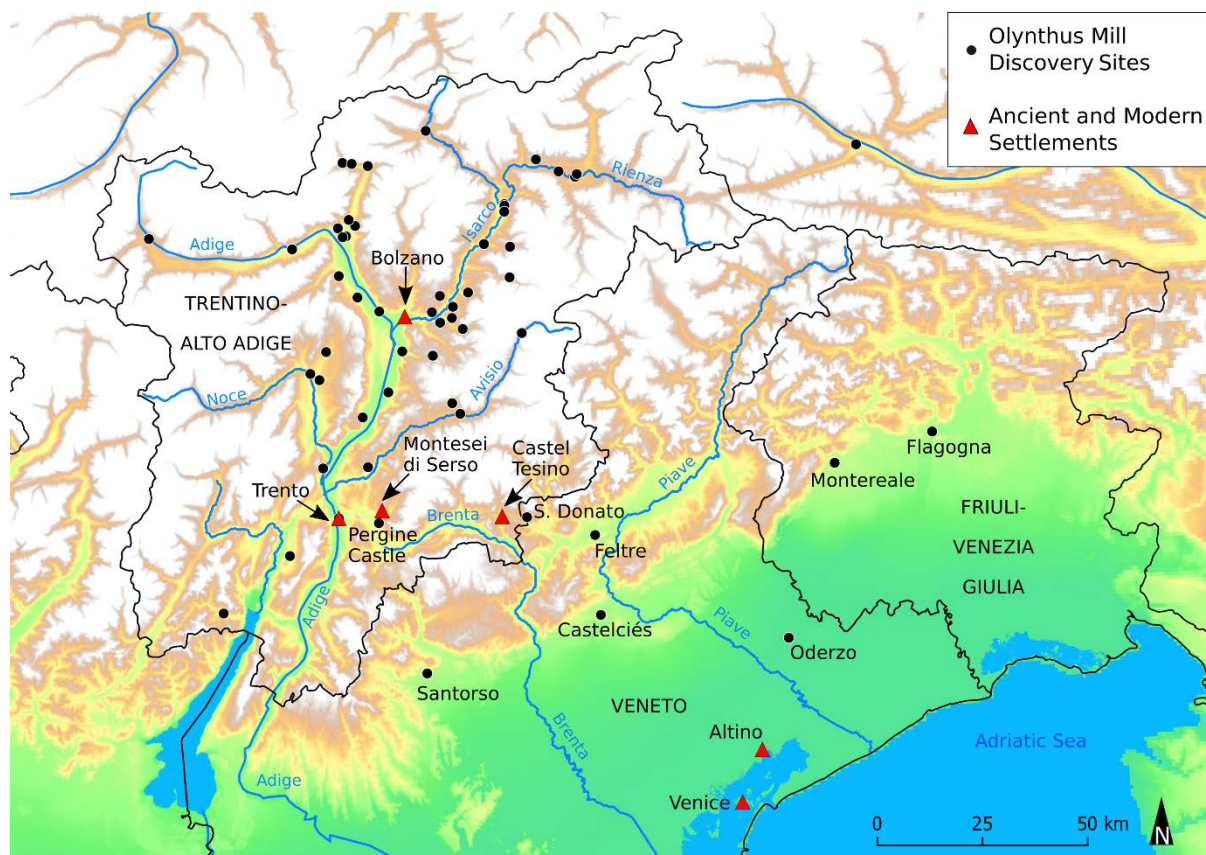 Olynthus Mill
Discovery Sites
Ancient and Modern
Settlements
Rienza
Isarco
Adige
Bolzano
TRENTINO-
ALTO ADIGE
Noce
Avisio
Montesei
di Serso
Castel
Tesino
Trento
Pergine
Castle
Brenta
S. Donato
Feltre
Piave
Flagogna
Montereale
FRIULI-
VENEZIA
GIULIA
Adige
Castelciés
Piave
Oderzo
Santorso
VENETO
Brenta
Altino
Adriatic Sea
Adige
Venice
0 25 50 km
N